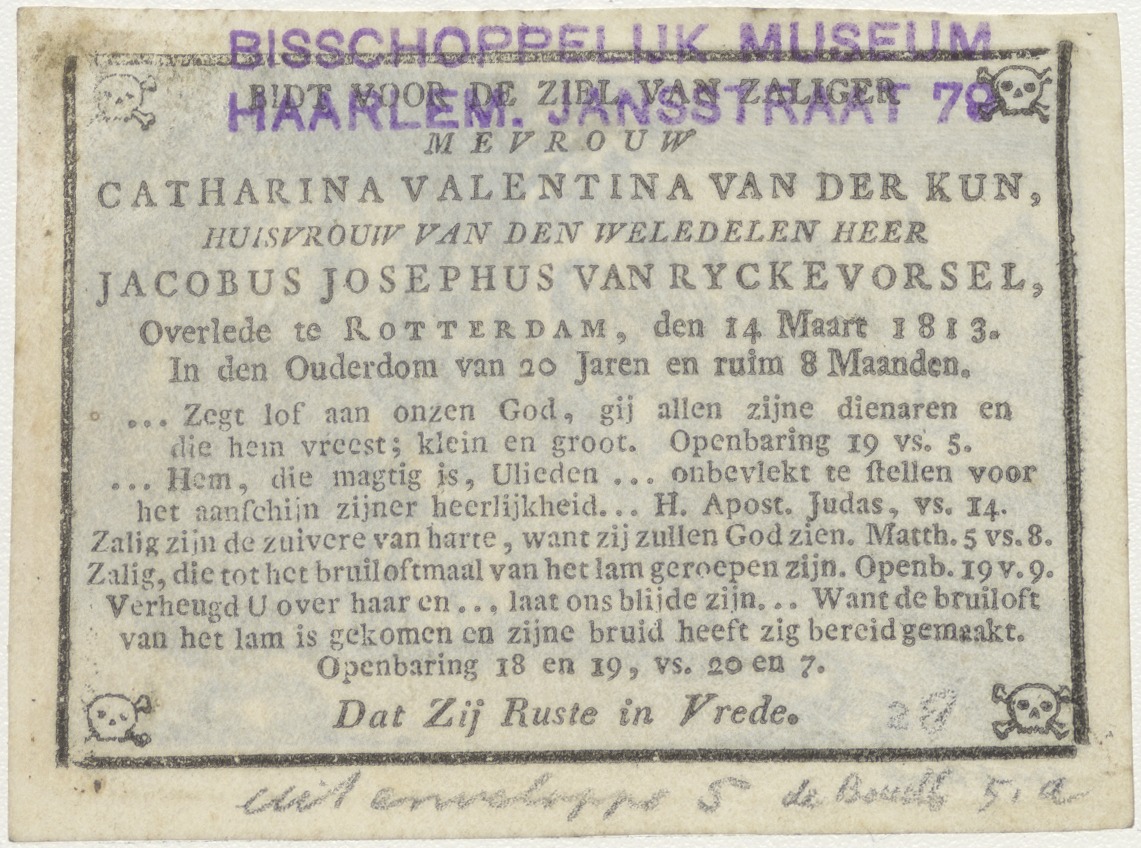 BISSCHOPPELIJK MUSEUM
BIDT VOOR DE ZIEL VAN ZALIGER
HAARLEM. JANSSTRAAT 79
MEVROUW
CATHARINA VALENTINA VAN DER KUN,
HUISVROUW VAN DEN WELEDELEN HEER
JACOBUS JOSEPHUS VAN RYCKEVORSEL,
Overlede te ROTTERDAM, den 14 Maart 1813.
In den Ouderdom van 20 Jaren en ruim 8 Maanden.
... Zegt lof aan onzen God, gij allen zijne dienaren en
die hem vreest; klein en groot. Openbaring 19 vs. 5.
... Hem, die magtig is, Ulieden ... onbevlekt te ſtellen voor
het aanſchijn zijner heerlijkheid... H. Apost. Judas, vs. 14.
Zalig zijn de zuivere van harte, want zij zullen God zien. Matth. 5 vs. 8.
Zalig, die tot het bruiloftmaal van het lam geroepen zijn. Openb. 19 v. 9.
Verheugd U over haar en ..., laat ons blijde zijn... Want de bruiloft
van het lam is gekomen en zijne bruid heeft zig bereid gemaakt.
Openbaring 18 en 19, vs. 20 en 7.
Dat Zij Ruste in Vrede.
uit enveloppe 5 de 5.a